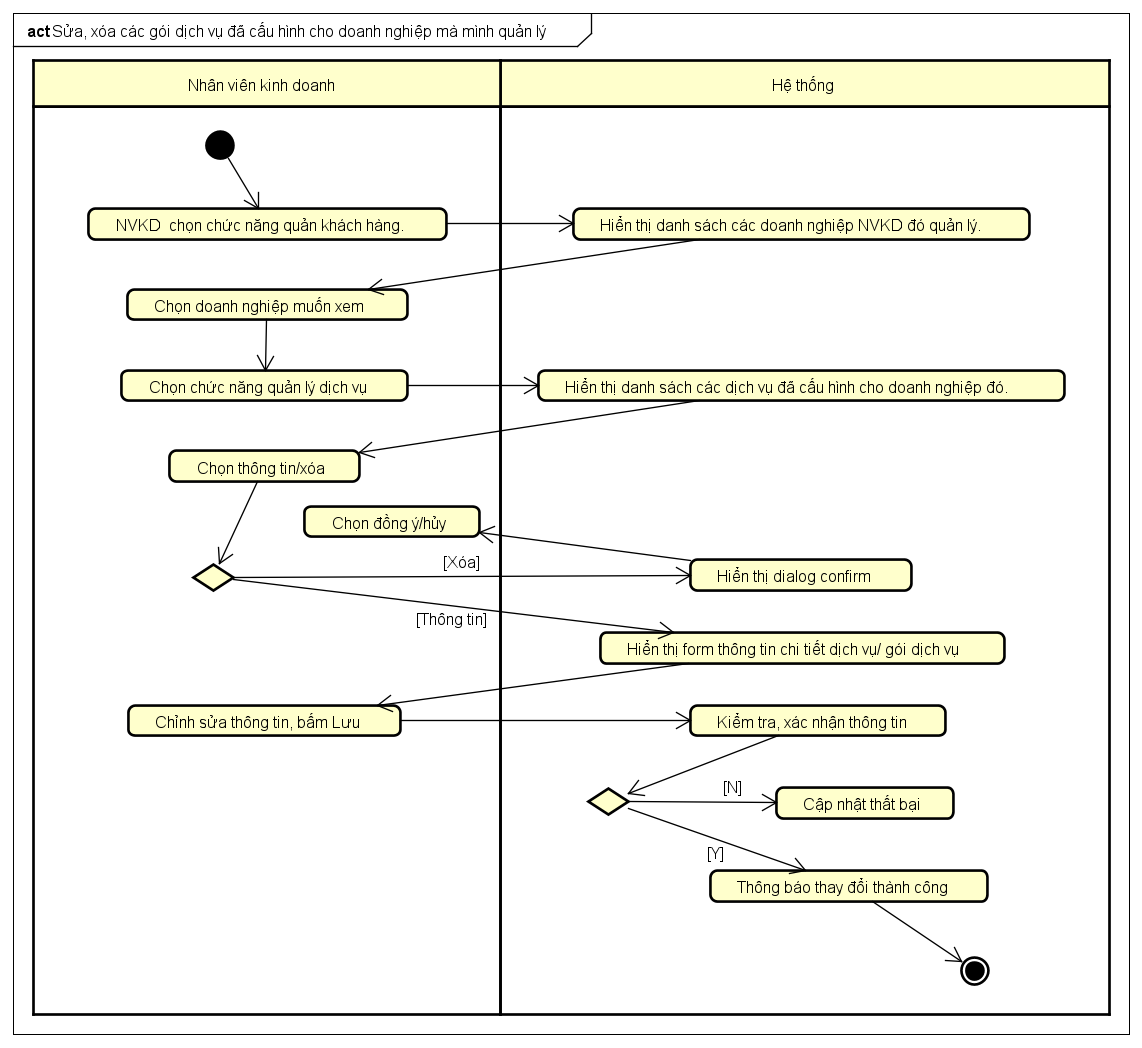 act Sửa, xóa các gói dịch vụ đã cấu hình cho doanh nghiệp mà mình quản lý
Nhân viên kinh doanh
Hệ thống
NVKD chọn chức năng quản khách hàng.
Hiển thị danh sách các doanh nghiệp NVKD đó quản lý.
Chọn doanh nghiệp muốn xem
Chọn chức năng quản lý dịch vụ
Hiển thị danh sách các dịch vụ đã cấu hình cho doanh nghiệp đó.
Chọn thông tin/xóa
Chọn đồng ý/hủy
[Xóa]
Hiển thị dialog confirm
[Thông tin]
Hiển thị form thông tin chi tiết dịch vụ/ gói dịch vụ
Chỉnh sửa thông tin, bấm Lưu
Kiểm tra, xác nhận thông tin
[N]
Cập nhật thất bại
[Y]
Thông báo thay đổi thành công